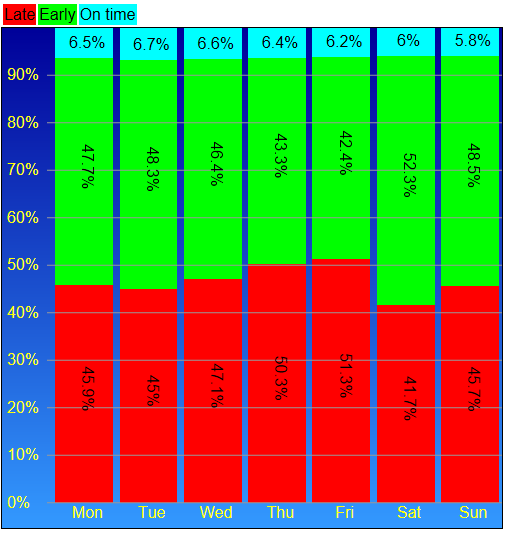 Late Early On time
6.5% 6.7% 6.6% 6.4% 6.2% 6% 5.8%
90%
80%
47.7% 48.3% 46.4% 43.3% 42.4% 52.3% 48.5%
70%
60%
50%
40%
30%
45.9% 45% 47.1% 50.3% 51.3% 41.7% 45.7%
20%
10%
0%
Mon Tue Wed Thu Fri Sat Sun